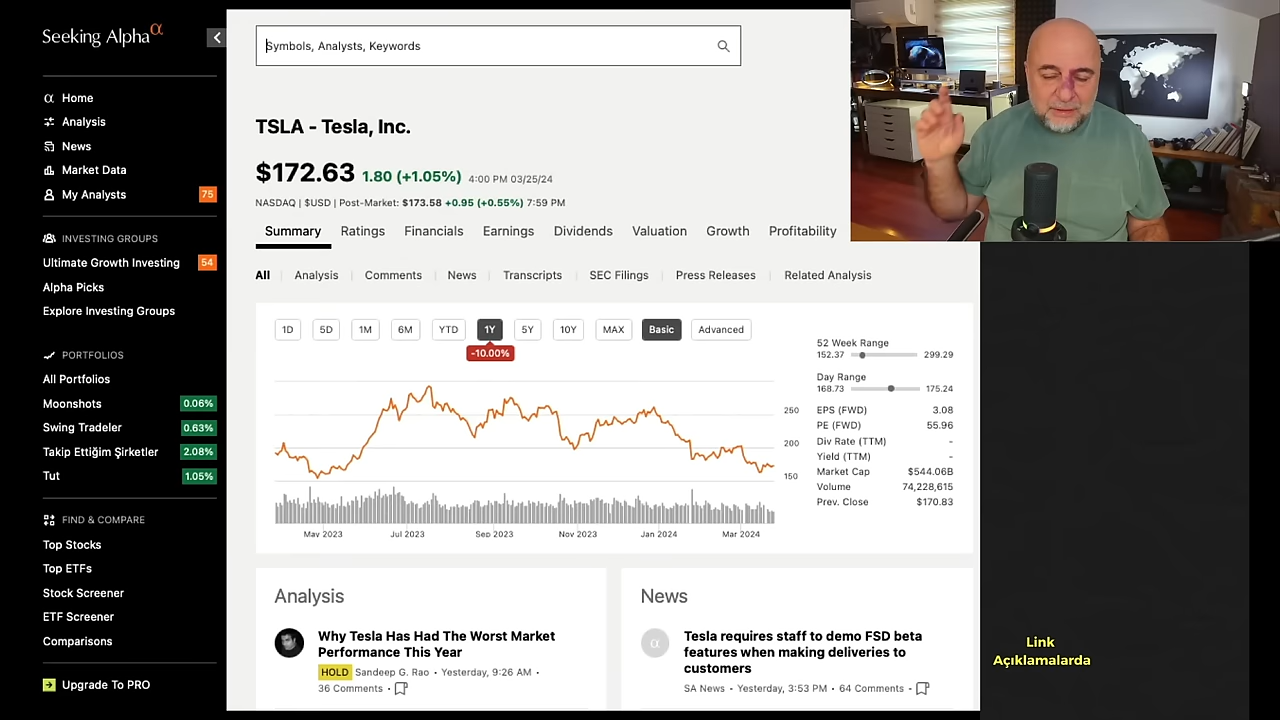 Seeking Alpha α
Symbols, Analysts, Keywords
Home
Analysis
News
Market Data
My Analysts 75
INVESTING GROUPS
Ultimate Growth Investing 54
Alpha Picks
Explore Investing Groups
PORTFOLIOS
All Portfolios
Moonshots 0.06%
Swing Tradeler 0.63%
Takip Ettiğim Şirketler 2.08%
Tut 1.05%
FIND & COMPARE
Top Stocks
Top ETFs
Stock Screener
ETF Screener
Comparisons
Upgrade To PRO
TSLA - Tesla, Inc.
$172.63 1.80 (+1.05%) 4:00 PM 03/25/24
NASDAQ | $USD | Post-Market: $173.58 +0.95 (+0.55%) 7:59 PM
Summary Ratings Financials Earnings Dividends Valuation Growth Profitability
All Analysis Comments News Transcripts SEC Filings Press Releases Related Analysis
1D 5D 1M 6M YTD 1Y 5Y 10Y MAX Basic Advanced
-10.00%
250
200
150
May 2023 Jul 2023 Sep 2023 Nov 2023 Jan 2024 Mar 2024
52 Week Range
152.37 299.29
Day Range
168.73 175.24
EPS (FWD) 3.08
PE (FWD) 55.96
Div Rate (TTM) -
Yield (TTM) -
Market Cap $544.06B
Volume 74,228,615
Prev. Close $170.83
Analysis
Why Tesla Has Had The Worst Market
Performance This Year
HOLD Sandeep G. Rao • Yesterday, 9:26 AM •
36 Comments •
News
α
Tesla requires staff to demo FSD beta
features when making deliveries to
customers
SA News • Yesterday, 3:53 PM • 64 Comments •
Link
Açıklamalarda